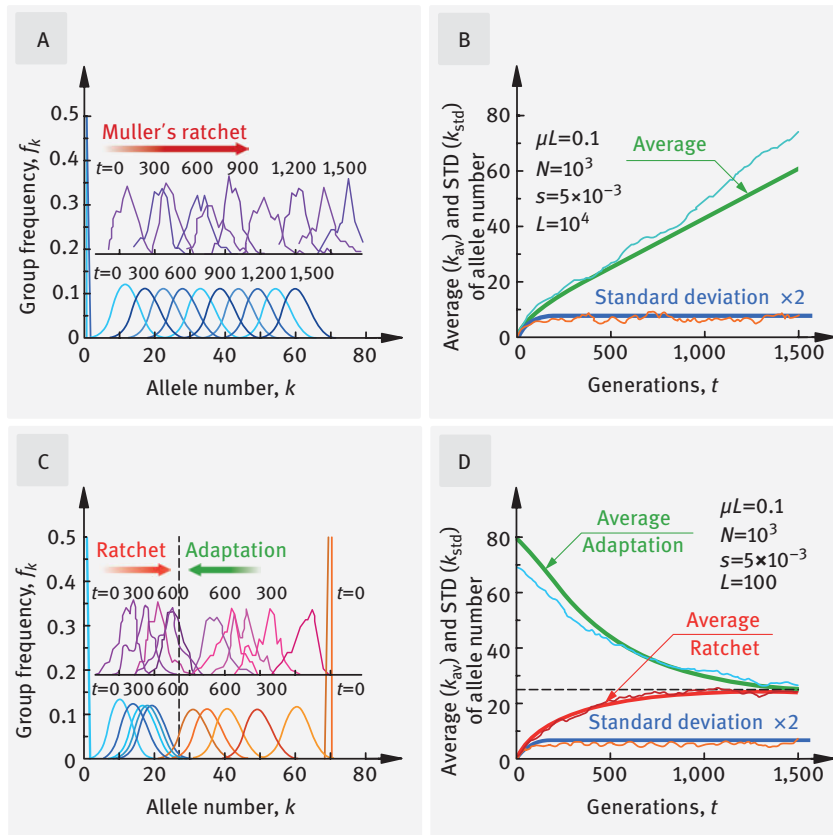 A
Group frequency, fk
0.5
0.4
0.3
0.2
0.1
0
Muller's ratchet
t=0 300 600 900 1,200 1,500
t=0 300 600 900 1,200 1,500
0 20 40 60 80
Allele number, k
B
Average (kav) and STD (kstd)
of allele number
80
60
40
20
0
μL=0.1
N=10³
s=5×10⁻³
L=10⁴
Average
Standard deviation ×2
0 500 1,000 1,500
Generations, t
C
Group frequency, fk
0.5
0.4
0.3
0.2
0.1
0
Ratchet Adaptation
t=0 300 600 0 600 300 t=0
t=0 300 600 0 600 300 t=0
0 20 40 60 80
Allele number, k
D
Average (kav) and STD (kstd)
of allele number
80
60
40
20
0
Average
Adaptation
μL=0.1
N=10³
s=5×10⁻³
L=100
Average
Ratchet
Standard deviation ×2
0 500 1,000 1,500
Generations, t